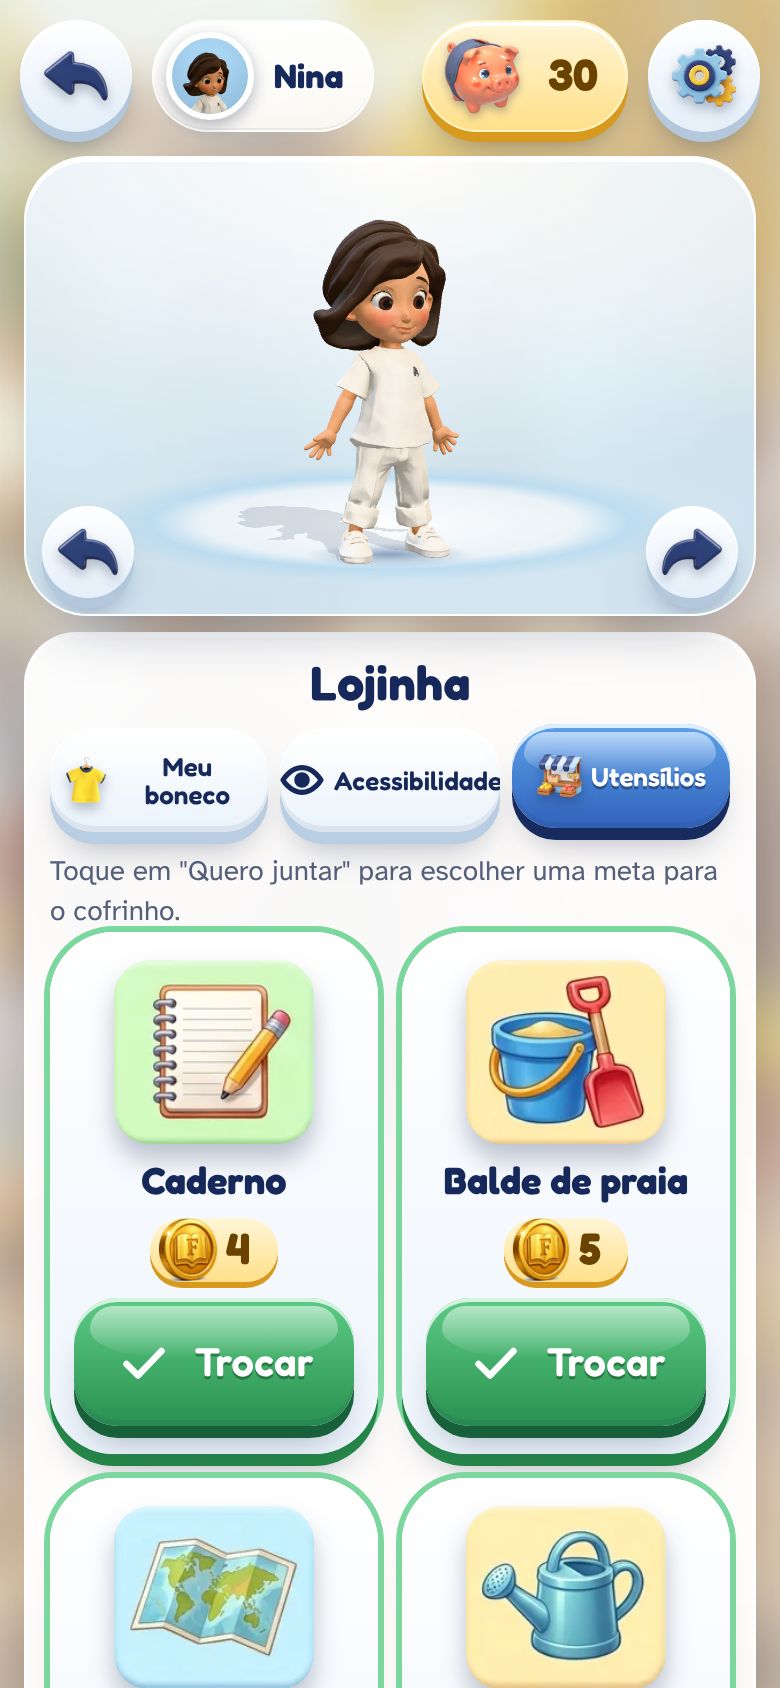 Nina
30
Lojinha
Meu
boneco
Acessibilidade
Utensílios
Toque em "Quero juntar" para escolher uma meta para
o cofrinho.
Caderno
Balde de praia
F 4
F 5
Trocar
Trocar